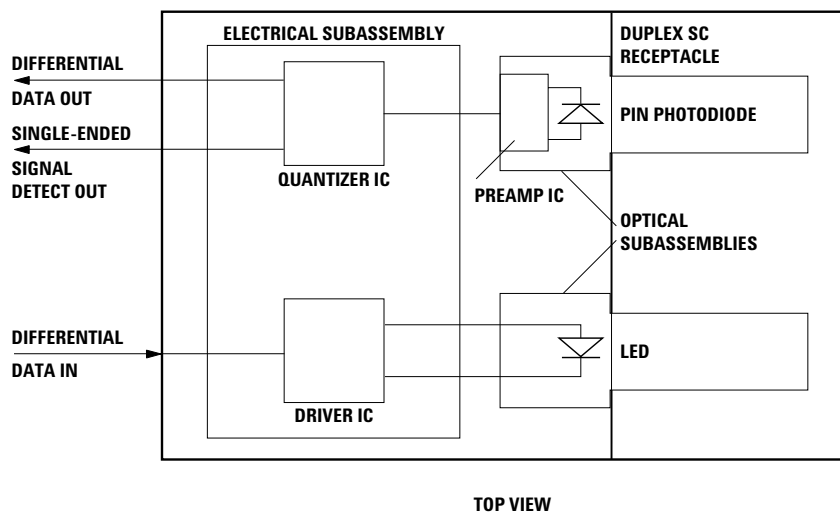 ELECTRICAL SUBASSEMBLY
DUPLEX SC
RECEPTACLE
DIFFERENTIAL
DATA OUT
SINGLE-ENDED
SIGNAL
DETECT OUT
QUANTIZER IC
PREAMP IC
PIN PHOTODIODE
OPTICAL
SUBASSEMBLIES
DIFFERENTIAL
DATA IN
DRIVER IC
LED
TOP VIEW